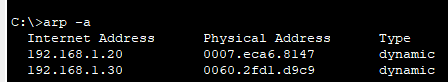 C:\>arp -a
Internet Address Physical Address Type
192.168.1.20 0007.eca6.8147 dynamic
192.168.1.30 0060.2fd1.d9c9 dynamic